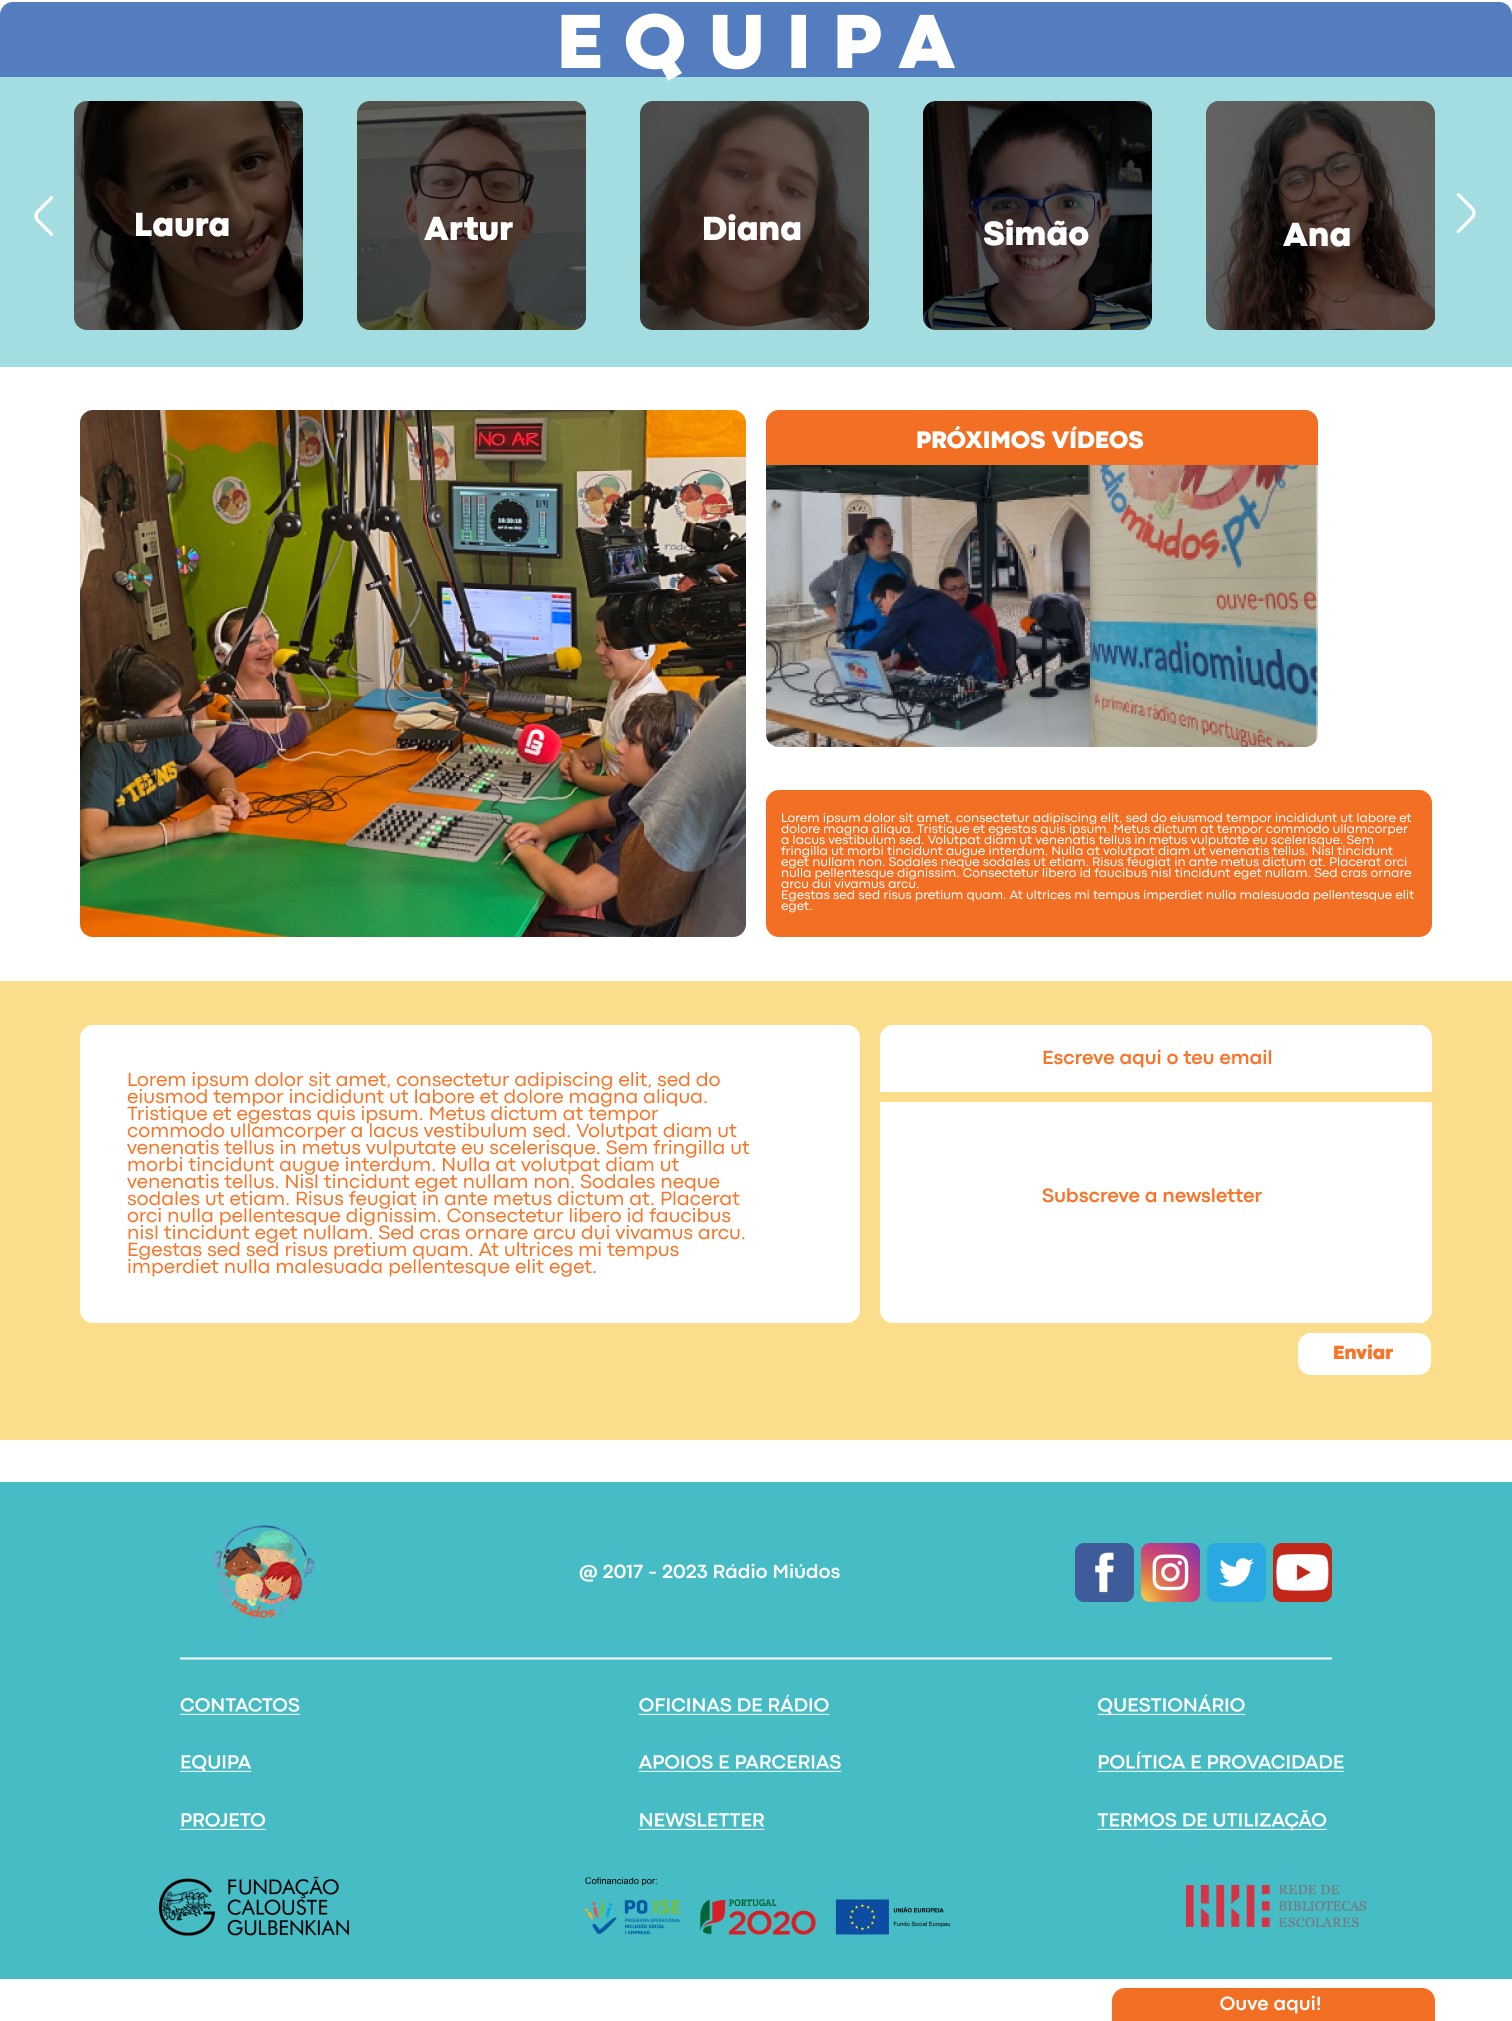 EQUIPA
Laura
Artur
Diana
Simão
Ana
NO AR
PRÓXIMOS VÍDEOS
miudos.pt
ouve-nos e
www.radiomiudos
A primeira rádio em português
TEENS
Lorem ipsum dolor sit amet, consectetur adipiscing elit, sed do eiusmod tempor incididunt ut labore et
dolore magna aliqua. Tristique et egestas quis ipsum. Metus dictum at tempor commodo ullamcorper
a lacus vestibulum sed. Volutpat diam ut venenatis tellus in metus vulputate eu scelerisque. Sem
fringilla ut morbi tincidunt augue interdum. Nulla at volutpat diam ut venenatis tellus. Nisl tincidunt
eget nullam non. Sodales neque sodales ut etiam. Risus feugiat in ante metus dictum at. Placerat orci
nulla pellentesque dignissim. Consectetur libero id faucibus nisl tincidunt eget nullam. Sed cras ornare
arcu dui vivamus arcu.
Egestas sed sed risus pretium quam. At ultrices mi tempus imperdiet nulla malesuada pellentesque elit
eget.
Lorem ipsum dolor sit amet, consectetur adipiscing elit, sed do
eiusmod tempor incididunt ut labore et dolore magna aliqua.
Tristique et egestas quis ipsum. Metus dictum at tempor
commodo ullamcorper a lacus vestibulum sed. Volutpat diam ut
venenatis tellus in metus vulputate eu scelerisque. Sem fringilla ut
morbi tincidunt augue interdum. Nulla at volutpat diam ut
venenatis tellus. Nisl tincidunt eget nullam non. Sodales neque
sodales ut etiam. Risus feugiat in ante metus dictum at. Placerat
orci nulla pellentesque dignissim. Consectetur libero id faucibus
nisl tincidunt eget nullam. Sed cras ornare arcu dui vivamus arcu.
Egestas sed sed risus pretium quam. At ultrices mi tempus
imperdiet nulla malesuada pellentesque elit eget.
Escreve aqui o teu email
Subscreve a newsletter
Enviar
miúdos
@ 2017 - 2023 Rádio Miúdos
CONTACTOS
OFICINAS DE RÁDIO
QUESTIONÁRIO
EQUIPA
APOIOS E PARCERIAS
POLÍTICA E PROVACIDADE
PROJETO
NEWSLETTER
TERMOS DE UTILIZAÇÃO
FUNDAÇÃO
CALOUSTE
GULBENKIAN
Cofinanciado por:
PO ISE
PROGRAMA OPERACIONAL
INCLUSÃO SOCIAL
E EMPREGO
PORTUGAL
2020
UNIÃO EUROPEIA
Fundo Social Europeu
REDE DE
BIBLIOTECAS
ESCOLARES
Ouve aqui!